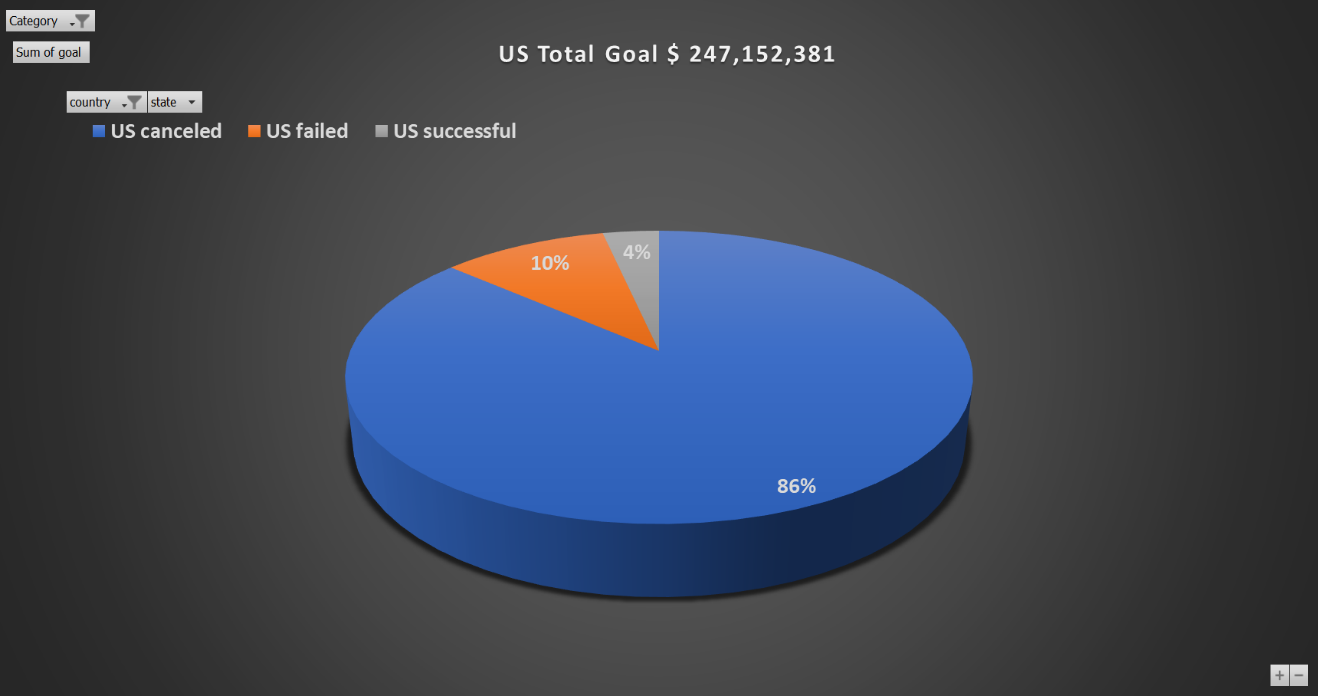 Category
Sum of goal
US Total Goal $ 247,152,381
country state
US canceled US failed US successful
4%
10%
86%
+ −